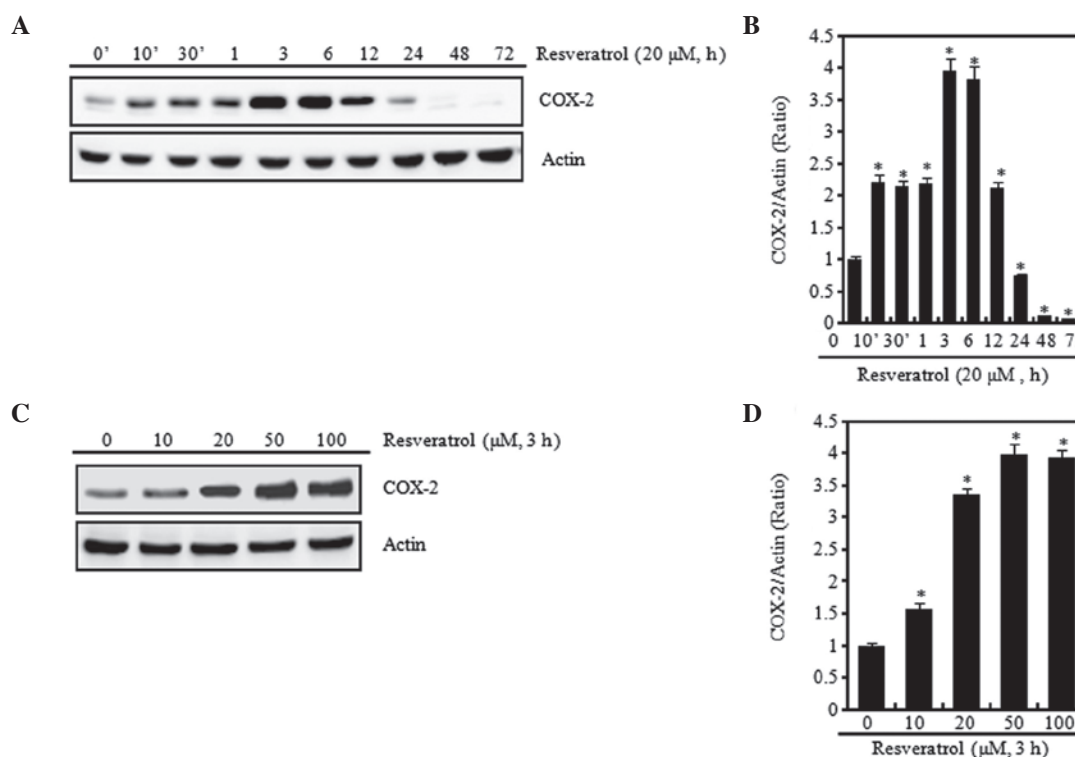 A
0' 10' 30' 1 3 6 12 24 48 72 Resveratrol (20 μM, h)
COX-2
Actin
B
COX-2/Actin (Ratio)
4.5
4
3.5
3
2.5
2
1.5
1
0.5
0
* * * * * * * * *
0 10' 30' 1 3 6 12 24 48 7
Resveratrol (20 μM , h)
C
0 10 20 50 100 Resveratrol (μM, 3 h)
COX-2
Actin
D
COX-2/Actin (Ratio)
4.5
4
3.5
3
2.5
2
1.5
1
0.5
0
* * * *
0 10 20 50 100
Resveratrol (μM, 3 h)